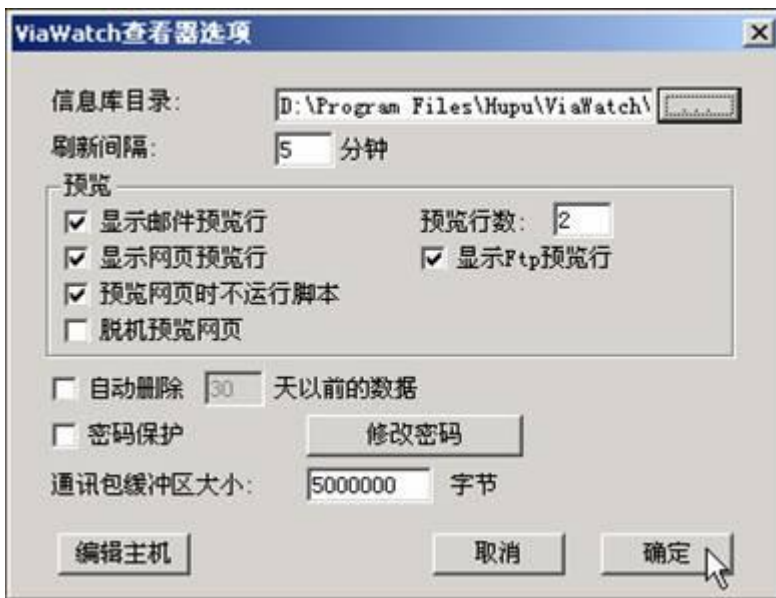 ViaWatch查看器选项
信息库目录: D:\Program Files\Hupu\ViaWatch\ ....
刷新间隔: 5 分钟
预览
显示邮件预览行 预览行数: 2
显示网页预览行 显示Ftp预览行
预览网页时不运行脚本
脱机预览网页
自动删除 30 天以前的数据
密码保护 修改密码
通讯包缓冲区大小: 5000000 字节
编辑主机 取消 确定